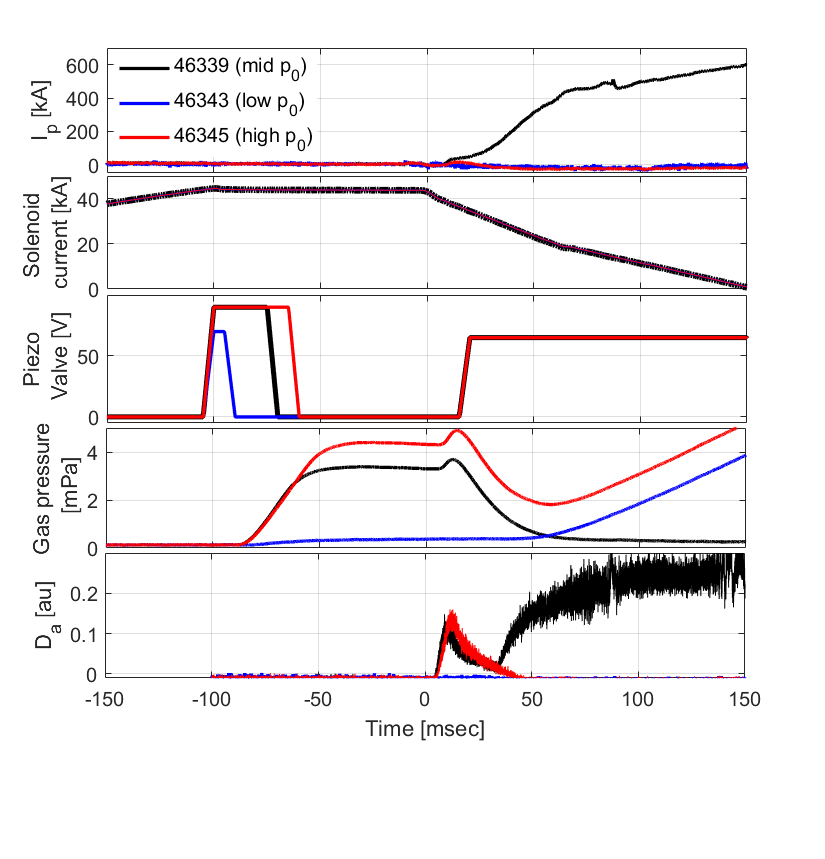 I_p [kA]
600
400
200
0
46339 (mid p_0)
46343 (low p_0)
46345 (high p_0)
Solenoid
current [kA]
40
20
0
Piezo
Valve [V]
50
0
Gas pressure
[mPa]
4
2
0
D_a [au]
0.2
0.1
0
-150 -100 -50 0 50 100 150
Time [msec]